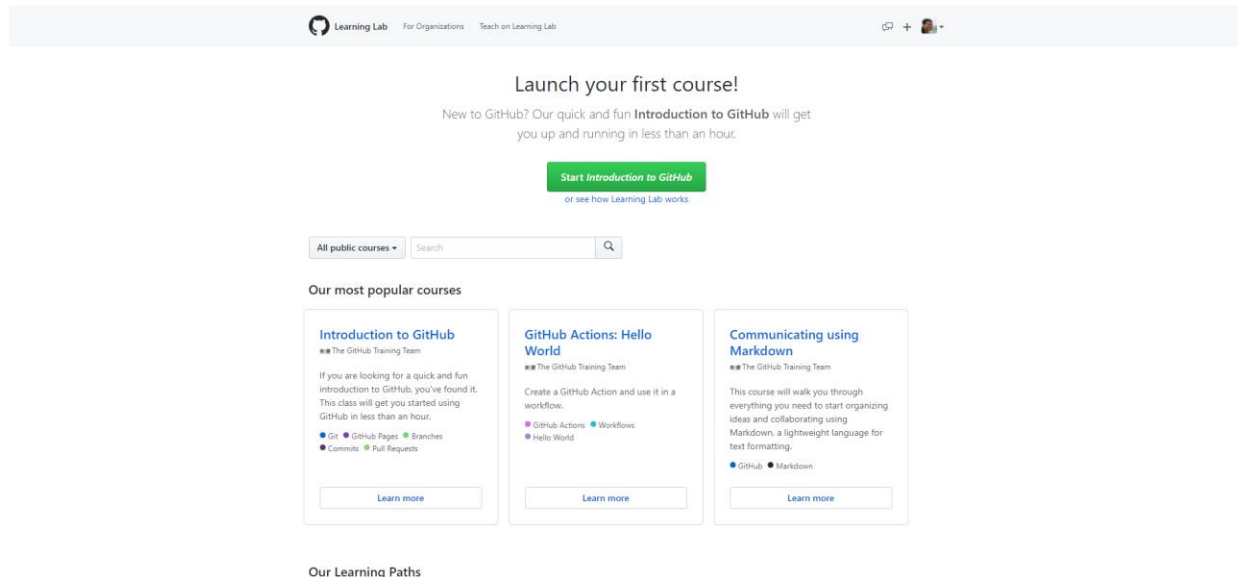 Learning Lab For Organizations Teach on Learning Lab
Launch your first course!
New to GitHub? Our quick and fun Introduction to GitHub will get
you up and running in less than an hour.
Start Introduction to GitHub
or see how Learning Lab works
All public courses Search
Our most popular courses
Introduction to GitHub
The GitHub Training Team
If you are looking for a quick and fun
introduction to GitHub, you've found it.
This class will get you started using
GitHub in less than an hour.
Git GitHub Pages Branches
Commits Pull Requests
Learn more
GitHub Actions: Hello
World
The GitHub Training Team
Create a GitHub Action and use it in a
workflow.
GitHub Actions Workflows
Hello World
Learn more
Communicating using
Markdown
The GitHub Training Team
This course will walk you through
everything you need to start organizing
ideas and collaborating using
Markdown, a lightweight language for
text formatting.
GitHub Markdown
Learn more
Our Learning Paths